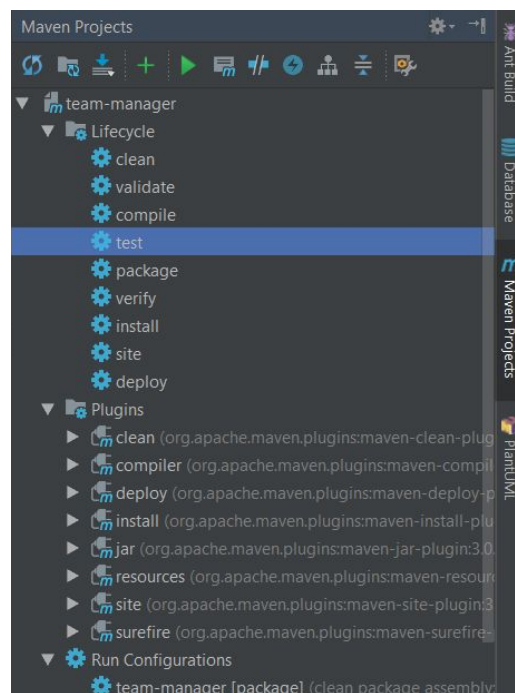 Maven Projects
team-manager
Lifecycle
clean
validate
compile
test
package
verify
install
site
deploy
Plugins
clean (org.apache.maven.plugins:maven-clean-plug
compiler (org.apache.maven.plugins:maven-compil
deploy (org.apache.maven.plugins:maven-deploy-p
install (org.apache.maven.plugins:maven-install-plu
jar (org.apache.maven.plugins:maven-jar-plugin:3.0.
resources (org.apache.maven.plugins:maven-resour
site (org.apache.maven.plugins:maven-site-plugin:3
surefire (org.apache.maven.plugins:maven-surefire-
Run Configurations
team-manager [package] (clean package assembly:
Ant Build
Database
Maven Projects
PlantUML